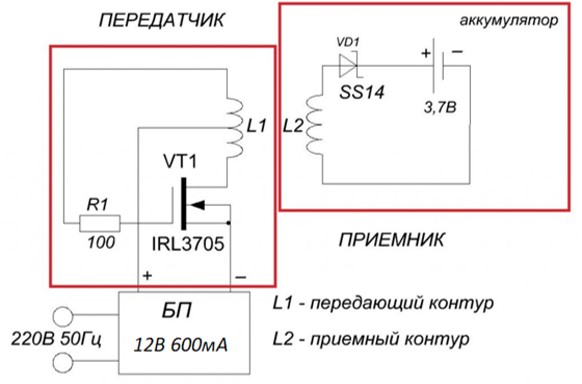 ПЕРЕДАТЧИК
аккумулятор
VD1
+ –
SS14
3,7В
L1
L2
VT1
R1
100
IRL3705
ПРИЕМНИК
+ –
БП
12В 600мА
220В 50Гц
L1 - передающий контур
L2 - приемный контур